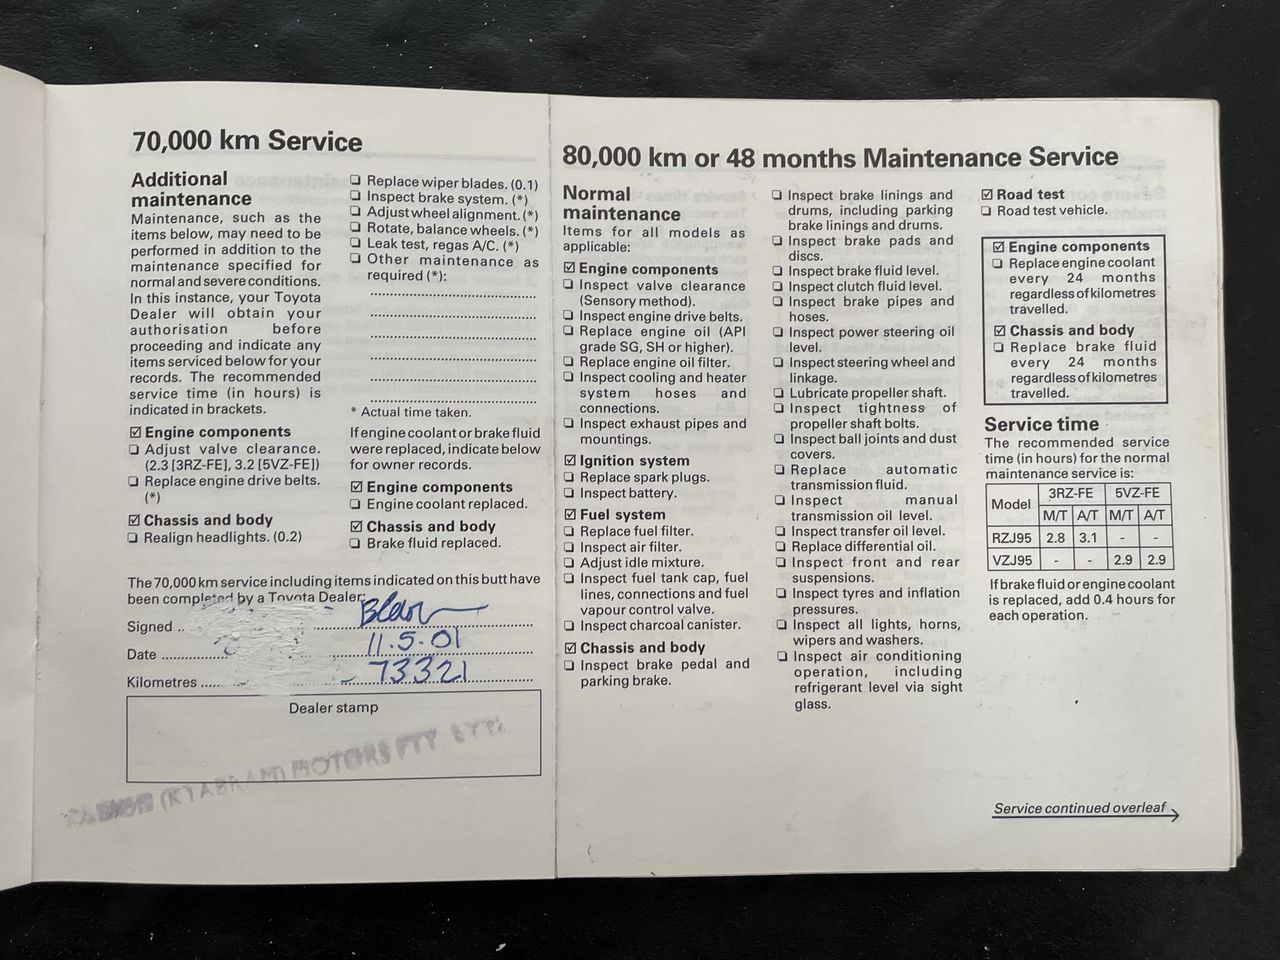 70,000 km Service
Additional
maintenance
Maintenance, such as the
items below, may need to be
performed in addition to the
maintenance specified for
normal and severe conditions.
In this instance, your Toyota
Dealer will obtain your
authorisation before
proceeding and indicate any
items serviced below for your
records. The recommended
service time (in hours) is
indicated in brackets.
☑ Engine components
❏ Adjust valve clearance.
(2.3 [3RZ-FE], 3.2 [5VZ-FE])
❏ Replace engine drive belts.
(*)
☑ Chassis and body
❏ Realign headlights. (0.2)
❏ Replace wiper blades. (0.1)
❏ Inspect brake system. (*)
❏ Adjust wheel alignment. (*)
❏ Rotate, balance wheels. (*)
❏ Leak test, regas A/C. (*)
❏ Other maintenance as
required (*):
* Actual time taken.
If engine coolant or brake fluid
were replaced, indicate below
for owner records.
☑ Engine components
❏ Engine coolant replaced.
☑ Chassis and body
❏ Brake fluid replaced.
The 70,000 km service including items indicated on this butt have
been completed by a Toyota Dealer:
Signed
Date 11.5.01
Kilometres 73321
Dealer stamp
(KYABRAM) MOTORS PTY.
80,000 km or 48 months Maintenance Service
Normal
maintenance
Items for all models as
applicable:
☑ Engine components
❏ Inspect valve clearance
(Sensory method).
❏ Inspect engine drive belts.
❏ Replace engine oil (API
grade SG, SH or higher).
❏ Replace engine oil filter.
❏ Inspect cooling and heater
system hoses and
connections.
❏ Inspect exhaust pipes and
mountings.
☑ Ignition system
❏ Replace spark plugs.
❏ Inspect battery.
☑ Fuel system
❏ Replace fuel filter.
❏ Inspect air filter.
❏ Adjust idle mixture.
❏ Inspect fuel tank cap, fuel
lines, connections and fuel
vapour control valve.
❏ Inspect charcoal canister.
☑ Chassis and body
❏ Inspect brake pedal and
parking brake.
❏ Inspect brake linings and
drums, including parking
brake linings and drums.
❏ Inspect brake pads and
discs.
❏ Inspect brake fluid level.
❏ Inspect clutch fluid level.
❏ Inspect brake pipes and
hoses.
❏ Inspect power steering oil
level.
❏ Inspect steering wheel and
linkage.
❏ Lubricate propeller shaft.
❏ Inspect tightness of
propeller shaft bolts.
❏ Inspect ball joints and dust
covers.
❏ Replace automatic
transmission fluid.
❏ Inspect manual
transmission oil level.
❏ Inspect transfer oil level.
❏ Replace differential oil.
❏ Inspect front and rear
suspensions.
❏ Inspect tyres and inflation
pressures.
❏ Inspect all lights, horns,
wipers and washers.
❏ Inspect air conditioning
operation, including
refrigerant level via sight
glass.
☑ Road test
❏ Road test vehicle.
☑ Engine components
❏ Replace engine coolant
every 24 months
regardless of kilometres
travelled.
☑ Chassis and body
❏ Replace brake fluid
every 24 months
regardless of kilometres
travelled.
Service time
The recommended service
time (in hours) for the normal
maintenance service is:
Model 3RZ-FE 5VZ-FE
M/T A/T M/T A/T
RZJ95 2.8 3.1 - -
VZJ95 - - 2.9 2.9
If brake fluid or engine coolant
is replaced, add 0.4 hours for
each operation.
Service continued overleaf